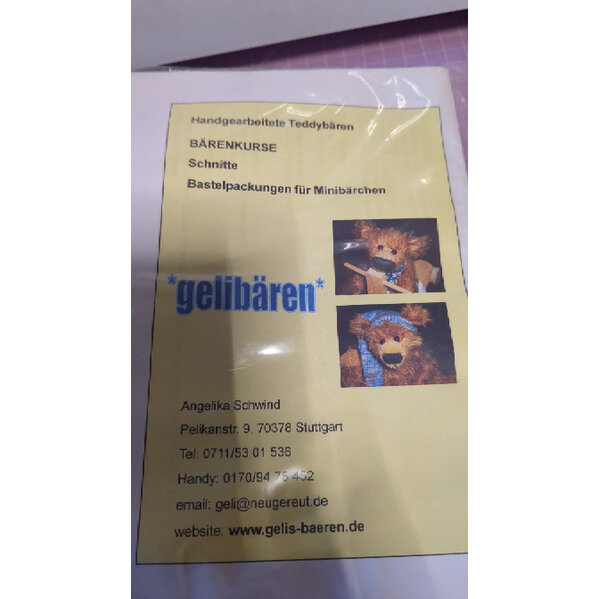 Handgearbeitete Teddybären
BÄRENKURSE
Schnitte
Bastelpackungen für Minibärchen
*gelibären*
Angelika Schwind
Pelikanstr. 9, 70378 Stuttgart
Tel: 0711/53 01 536
Handy: 0170/94 75 452
email: geli@neugereut.de
website: www.gelis-baeren.de